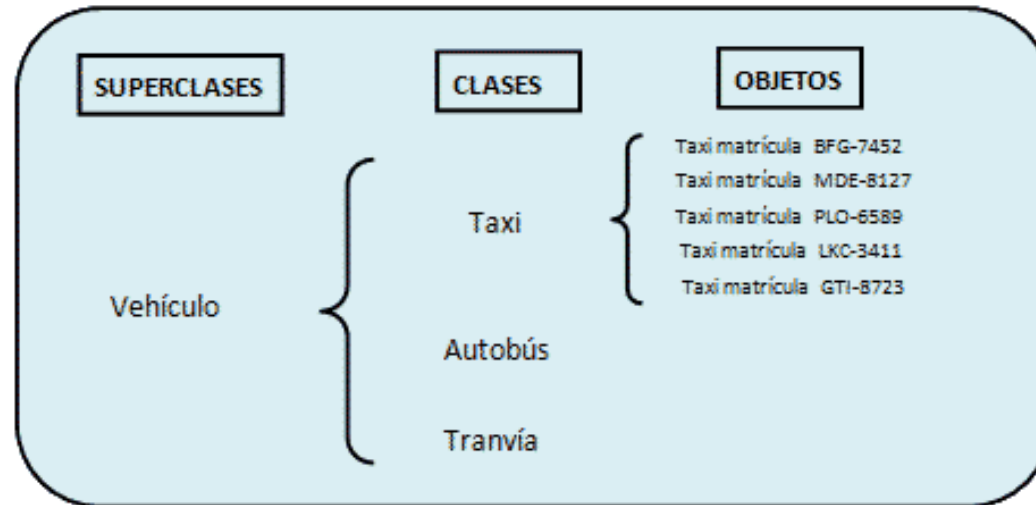 SUPERCLASES
CLASES
OBJETOS
Vehículo
Taxi
Autobús
Tranvía
Taxi matrícula BFG-7452
Taxi matrícula MDE-8127
Taxi matrícula PLO-6589
Taxi matrícula LKC-3411
Taxi matrícula GTI-8723